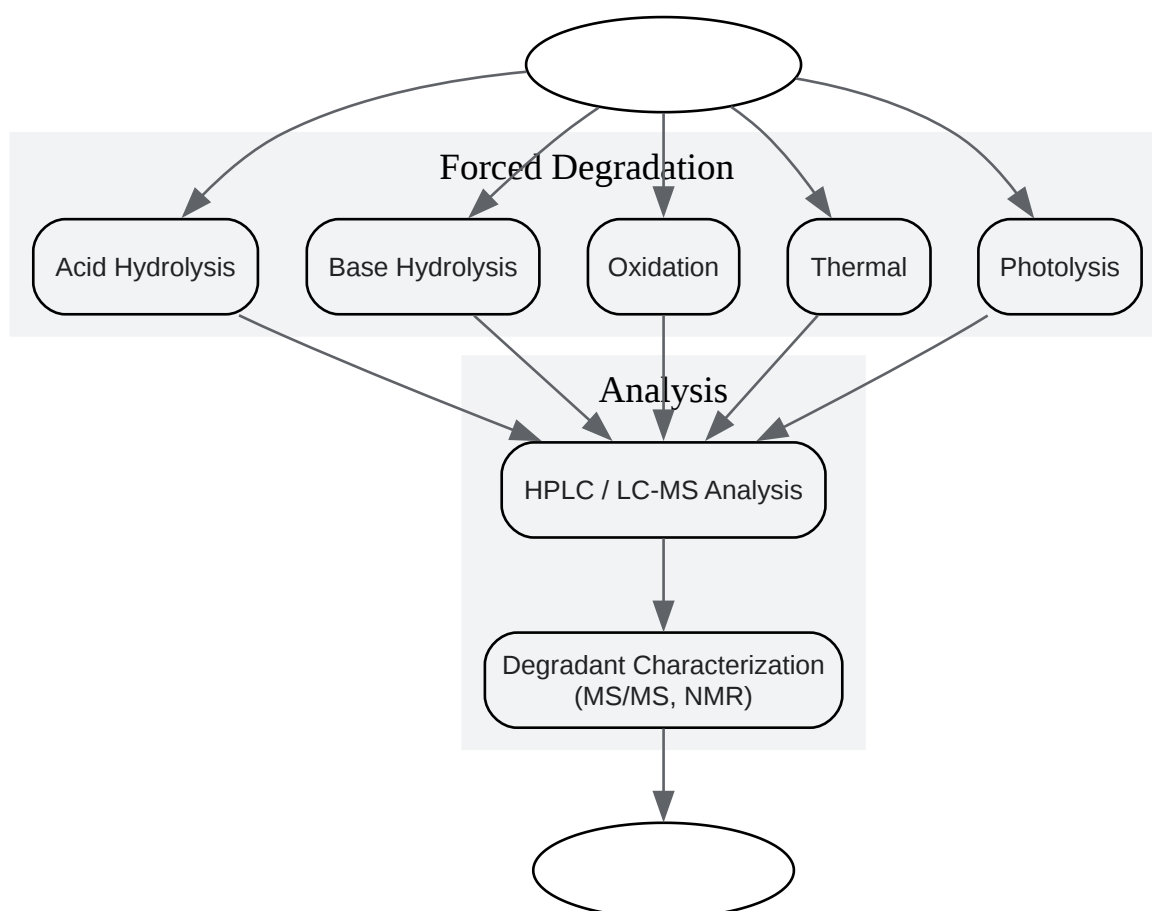 Forced Degradation
Acid Hydrolysis
Base Hydrolysis
Oxidation
Thermal
Photolysis
Analysis
HPLC / LC-MS Analysis
Degradant Characterization
(MS/MS, NMR)